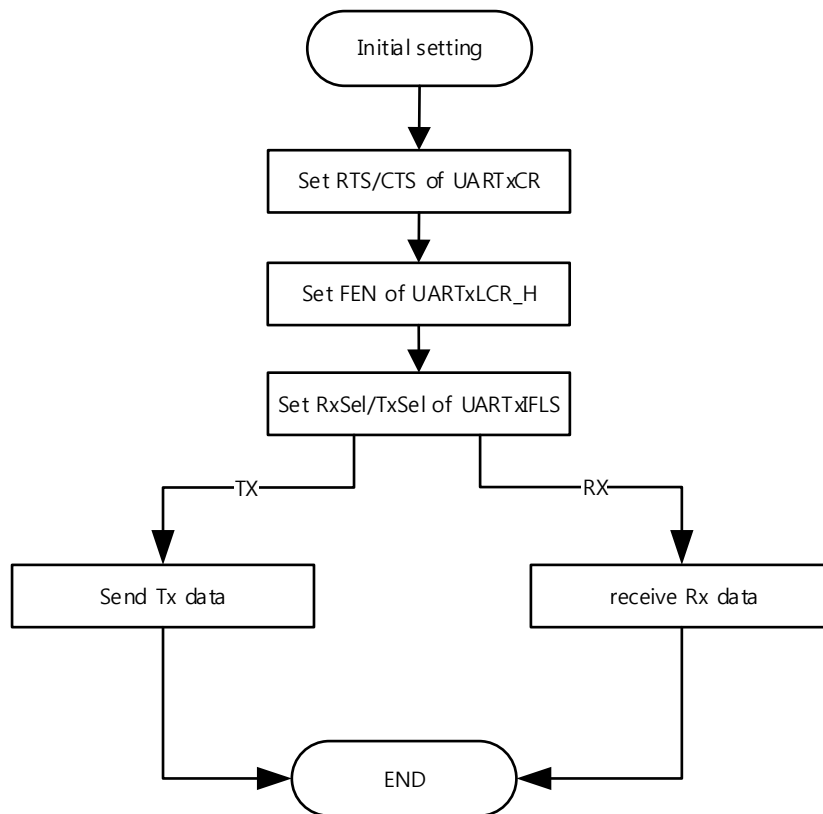 Initial setting
Set RTS/CTS of UARTxCR
Set FEN of UARTxLCR_H
Set RxSel/TxSel of UARTxIFLS
TX
RX
Send Tx data
receive Rx data
END